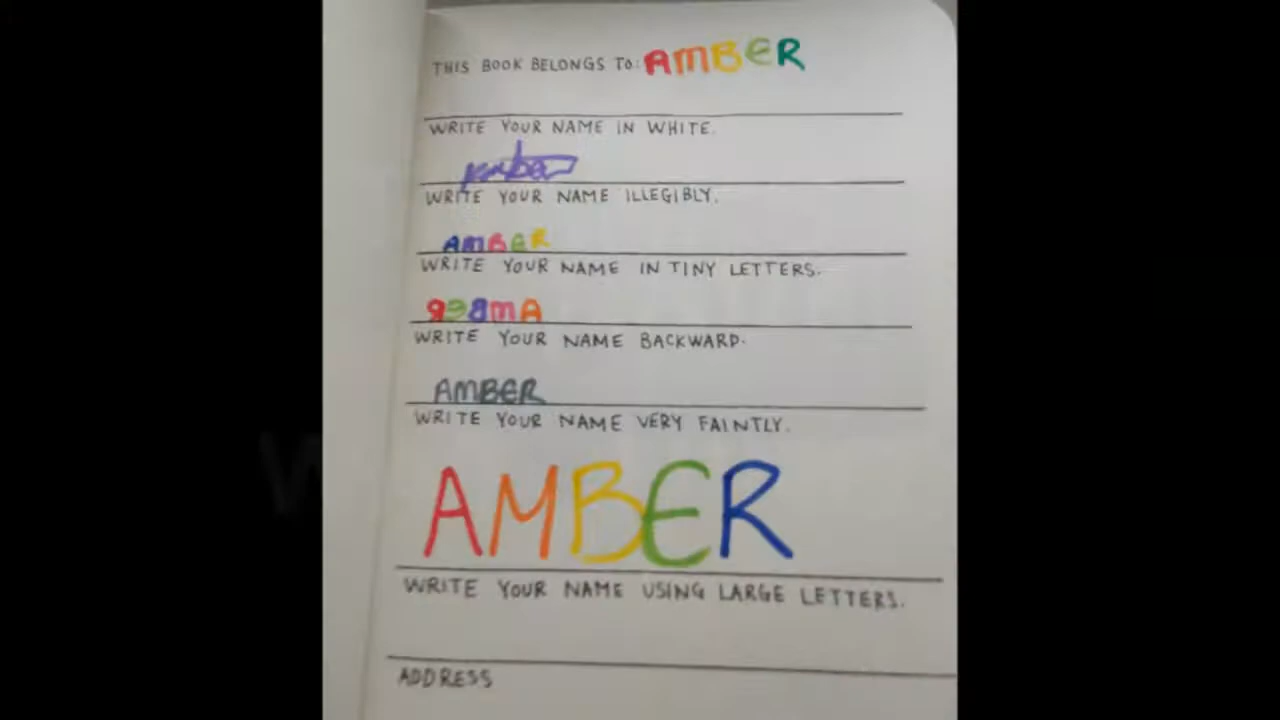 THIS BOOK BELONGS TO: AMBER
WRITE YOUR NAME IN WHITE.
Amber
WRITE YOUR NAME ILLEGIBLY.
AMBER
WRITE YOUR NAME IN TINY LETTERS.
REBMA
WRITE YOUR NAME BACKWARD.
AMBER
WRITE YOUR NAME VERY FAINTLY.
AMBER
WRITE YOUR NAME USING LARGE LETTERS.
ADDRESS